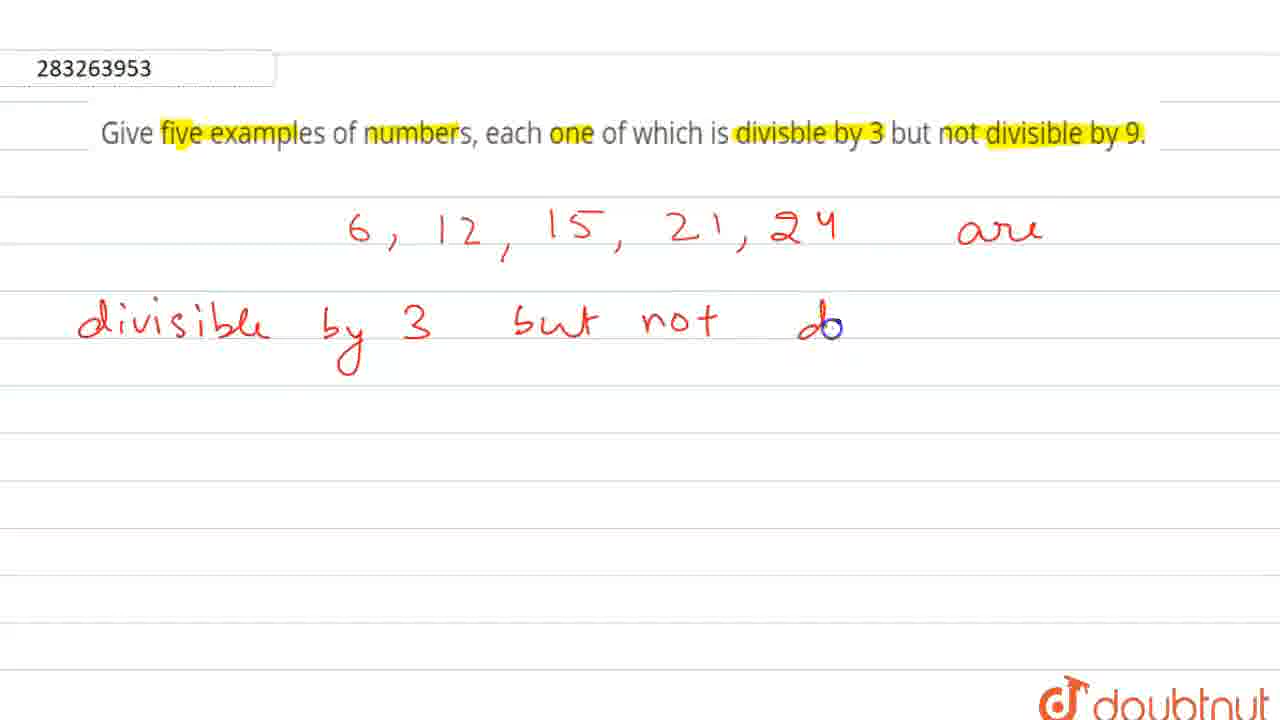 283263953
Give five examples of numbers, each one of which is divisble by 3 but not divisible by 9.
6, 12, 15, 21, 24 are
divisible by 3 but not d
doubtnut